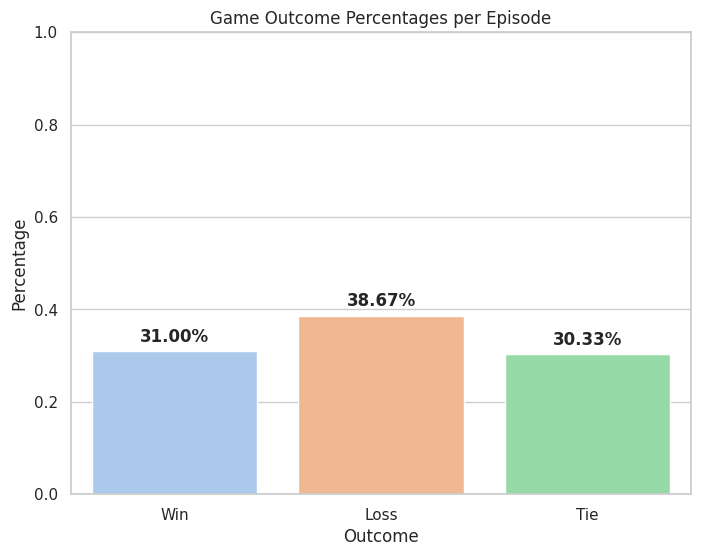 Game Outcome Percentages per Episode
1.0
0.8
0.6
0.4
0.2
0.0
Percentage
31.00%
38.67%
30.33%
Win
Loss
Tie
Outcome